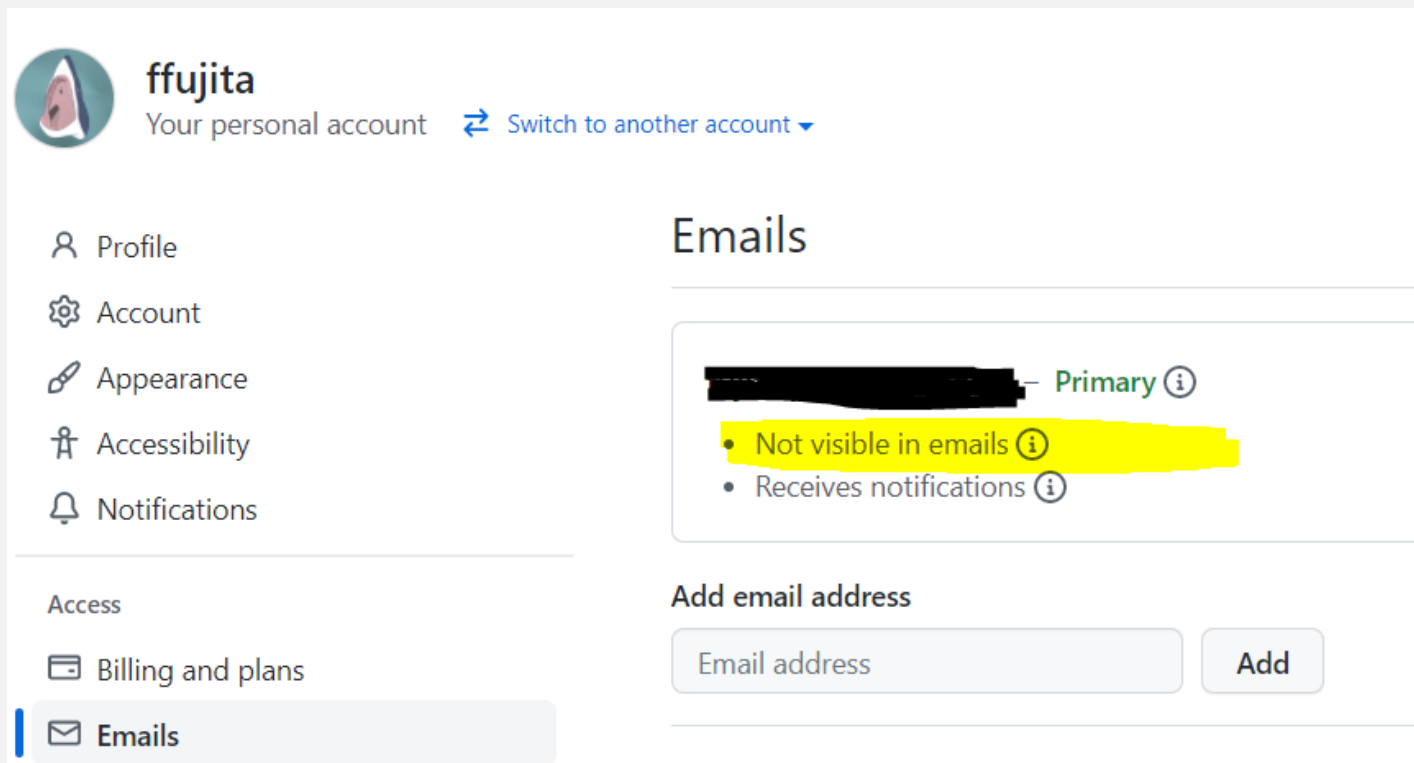 ffujita
Your personal account Switch to another account
Profile
Account
Appearance
Accessibility
Notifications
Access
Billing and plans
Emails
Emails
– Primary
• Not visible in emails
• Receives notifications
Add email address
Email address Add